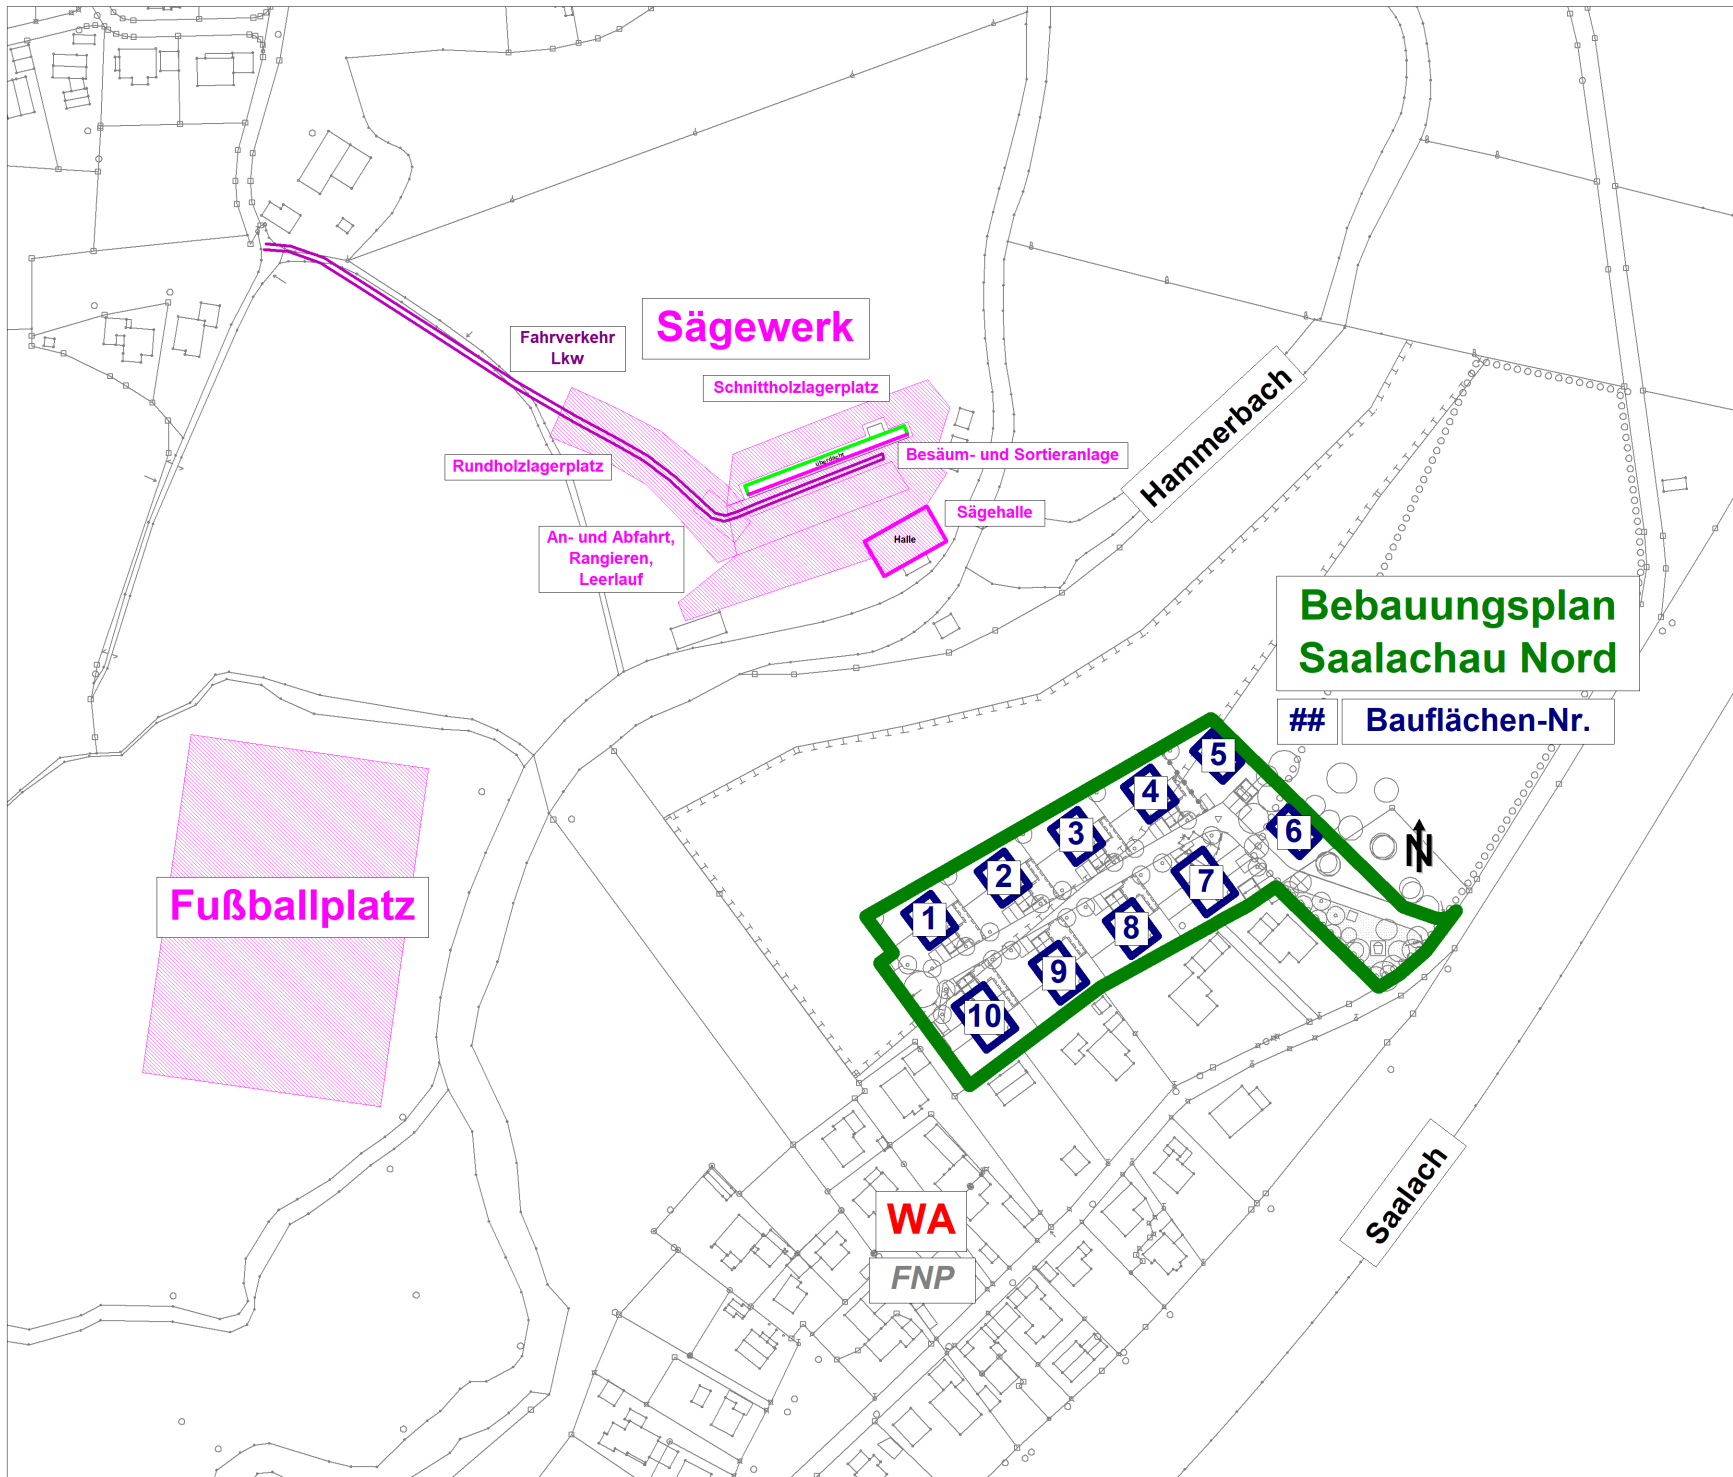 Sägewerk
Fahrverkehr
Lkw
Schnittholzlagerplatz
Rundholzlagerplatz
überdacht
Besäum- und Sortieranlage
Sägehalle
Halle
An- und Abfahrt,
Rangieren,
Leerlauf
Hammerbach
Bebauungsplan
Saalachau Nord
## Bauflächen-Nr.
5
4
3
6
2
7
1
8
9
10
N
Fußballplatz
Saalach
WA
FNP